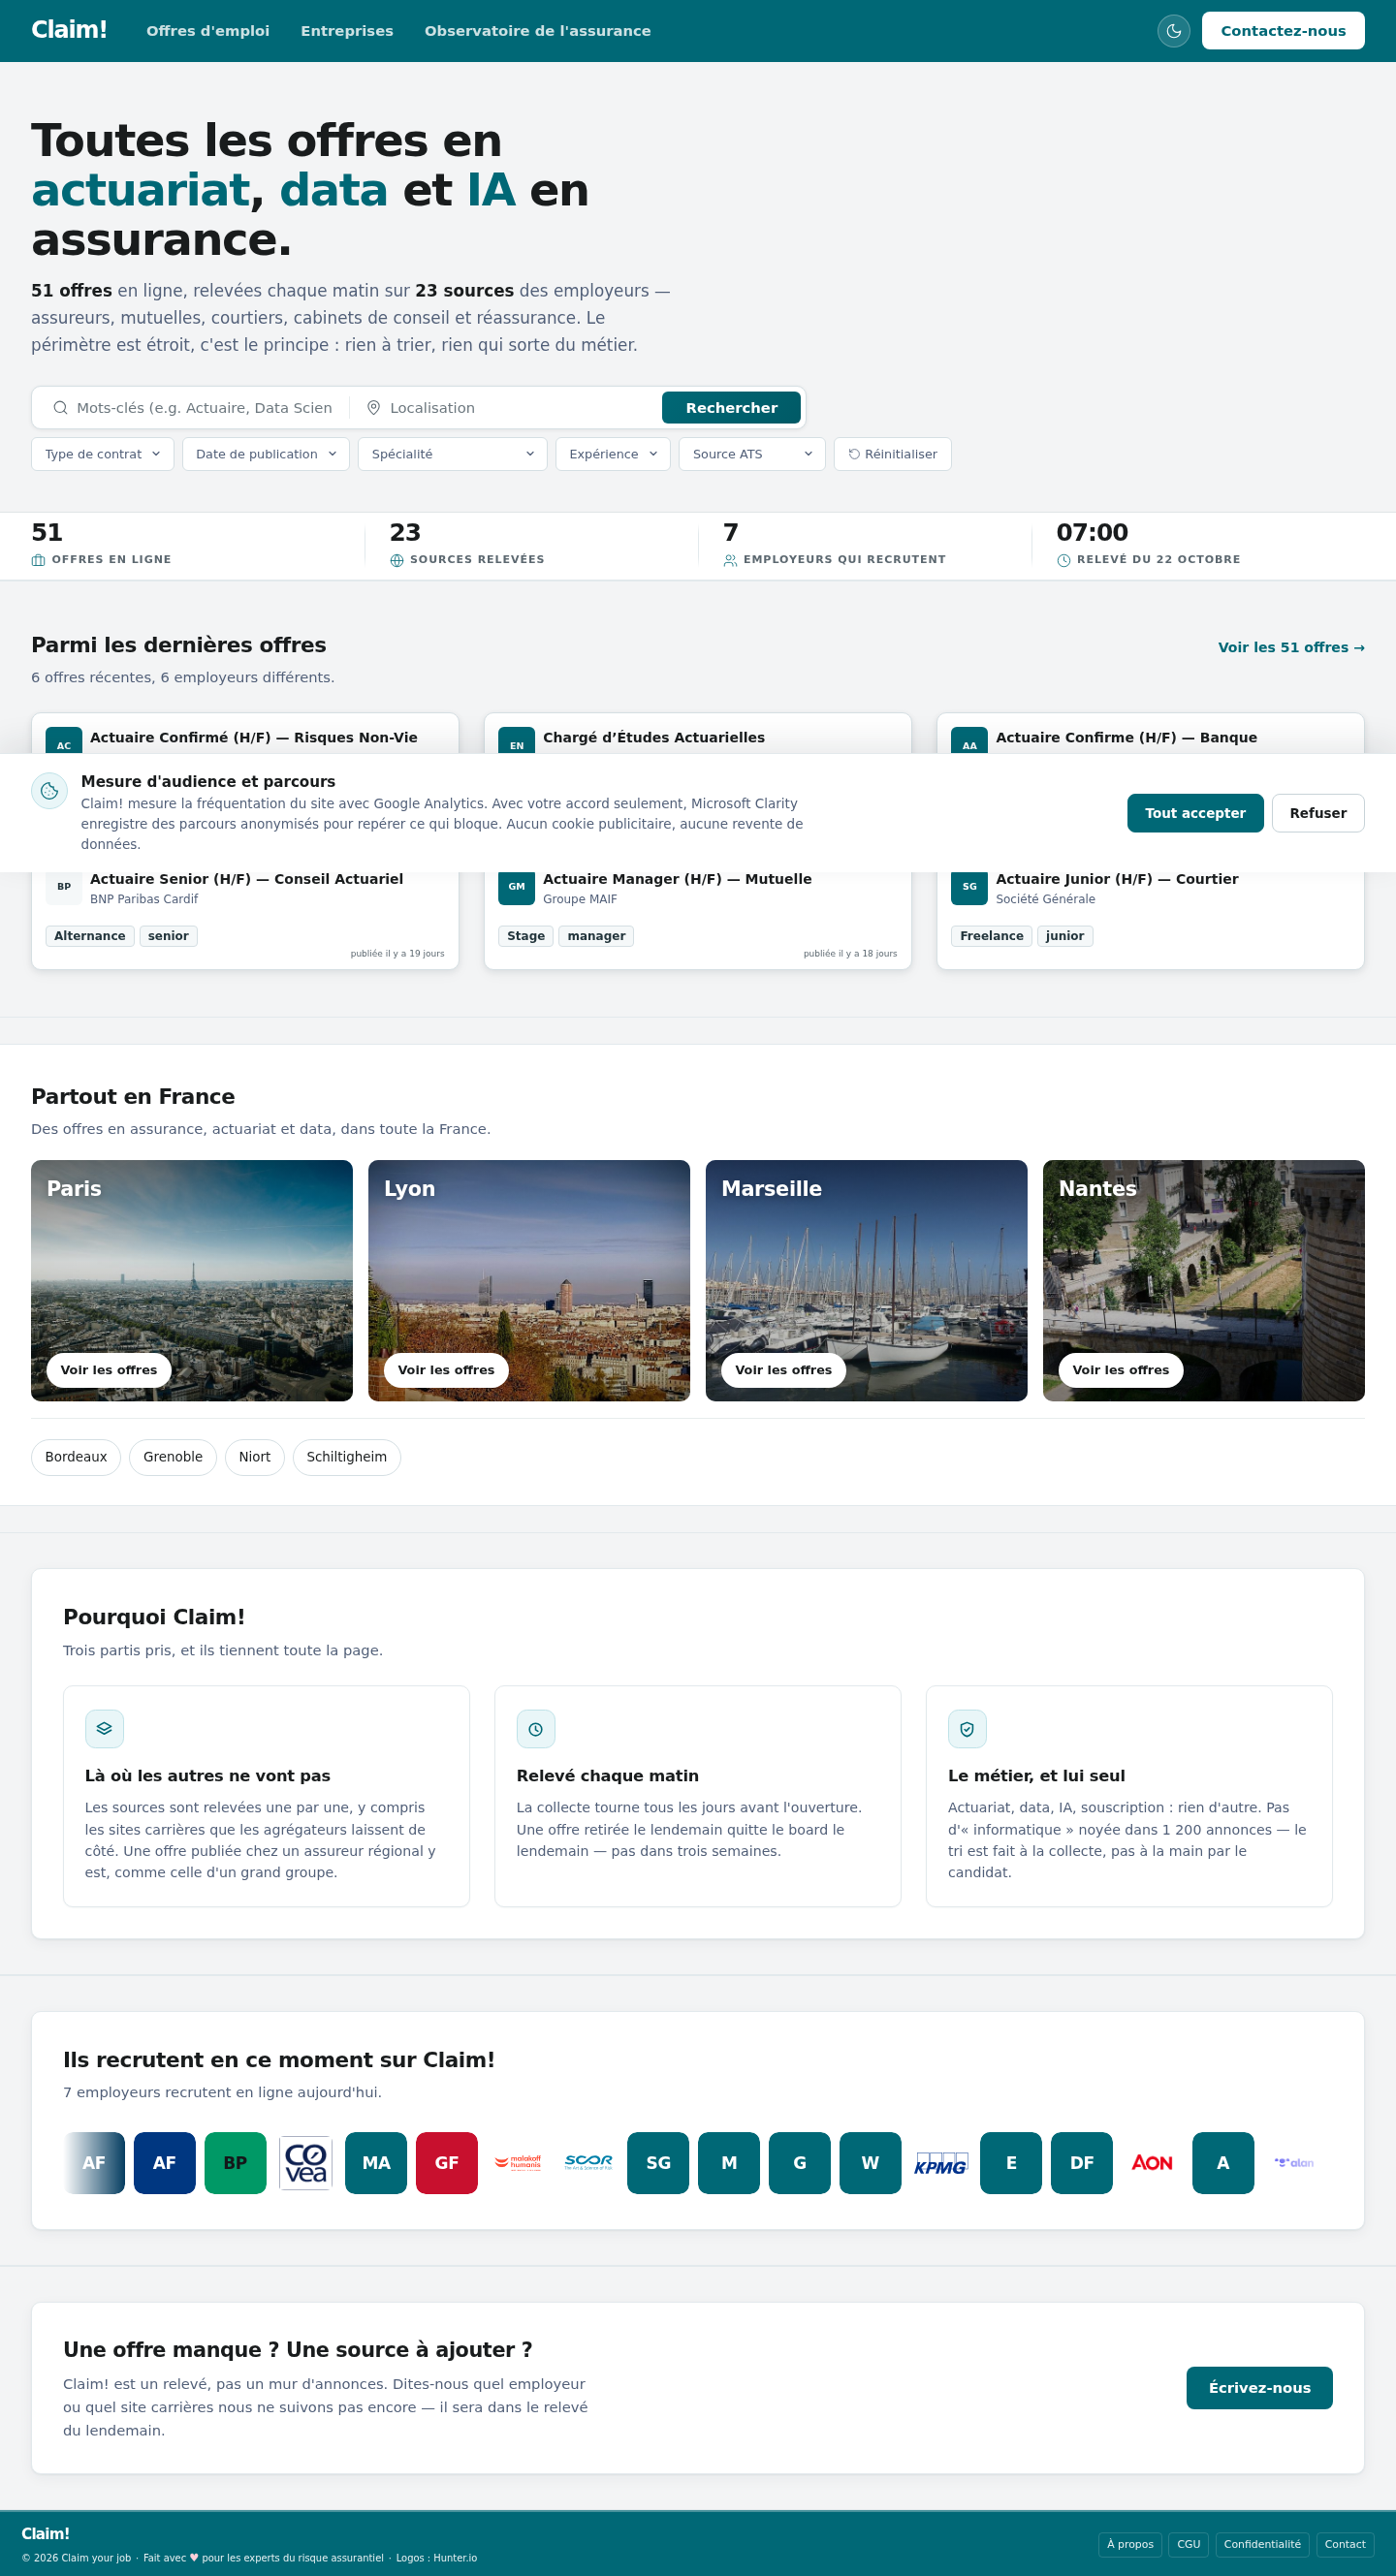 Claim!
Offres d'emploi
Entreprises
Observatoire de l'assurance
Contactez-nous
Toutes les offres en
actuariat, data et IA en
assurance.
51 offres en ligne, relevées chaque matin sur 23 sources des employeurs —
assureurs, mutuelles, courtiers, cabinets de conseil et réassurance. Le
périmètre est étroit, c'est le principe : rien à trier, rien qui sorte du métier.
Mots-clés (e.g. Actuaire, Data Scien
Localisation
Rechercher
Type de contrat
Date de publication
Spécialité
Expérience
Source ATS
Réinitialiser
51
OFFRES EN LIGNE
23
SOURCES RELEVÉES
7
EMPLOYEURS QUI RECRUTENT
07:00
RELEVÉ DU 22 OCTOBRE
Parmi les dernières offres
Voir les 51 offres →
6 offres récentes, 6 employeurs différents.
AC
Actuaire Confirmé (H/F) — Risques Non-Vie
EN
Chargé d’Études Actuarielles
AA
Actuaire Confirme (H/F) — Banque
Mesure d'audience et parcours
Claim! mesure la fréquentation du site avec Google Analytics. Avec votre accord seulement, Microsoft Clarity
enregistre des parcours anonymisés pour repérer ce qui bloque. Aucun cookie publicitaire, aucune revente de
données.
Tout accepter
Refuser
BP
Actuaire Senior (H/F) — Conseil Actuariel
BNP Paribas Cardif
Alternance
senior
publiée il y a 19 jours
GM
Actuaire Manager (H/F) — Mutuelle
Groupe MAIF
Stage
manager
publiée il y a 18 jours
SG
Actuaire Junior (H/F) — Courtier
Société Générale
Freelance
junior
Partout en France
Des offres en assurance, actuariat et data, dans toute la France.
Paris
Voir les offres
Lyon
Voir les offres
Marseille
Voir les offres
Nantes
Voir les offres
Bordeaux
Grenoble
Niort
Schiltigheim
Pourquoi Claim!
Trois partis pris, et ils tiennent toute la page.
Là où les autres ne vont pas
Les sources sont relevées une par une, y compris
les sites carrières que les agrégateurs laissent de
côté. Une offre publiée chez un assureur régional y
est, comme celle d'un grand groupe.
Relevé chaque matin
La collecte tourne tous les jours avant l'ouverture.
Une offre retirée le lendemain quitte le board le
lendemain — pas dans trois semaines.
Le métier, et lui seul
Actuariat, data, IA, souscription : rien d'autre. Pas
d'« informatique » noyée dans 1 200 annonces — le
tri est fait à la collecte, pas à la main par le
candidat.
Ils recrutent en ce moment sur Claim!
7 employeurs recrutent en ligne aujourd'hui.
AF
AF
BP
covea
MA
GF
malakoff
humanis
SCOR
SG
M
G
W
KPMG
E
DF
AON
A
alan
Une offre manque ? Une source à ajouter ?
Claim! est un relevé, pas un mur d'annonces. Dites-nous quel employeur
ou quel site carrières nous ne suivons pas encore — il sera dans le relevé
du lendemain.
Écrivez-nous
Claim!
© 2026 Claim your job · Fait avec ♥ pour les experts du risque assurantiel · Logos : Hunter.io
À propos
CGU
Confidentialité
Contact